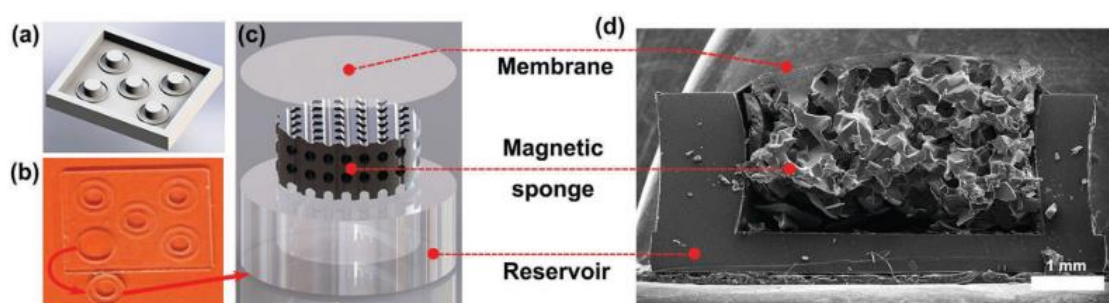 (a)
(b)
(c)
(d)
Membrane
Magnetic
sponge
Reservoir
1 mm